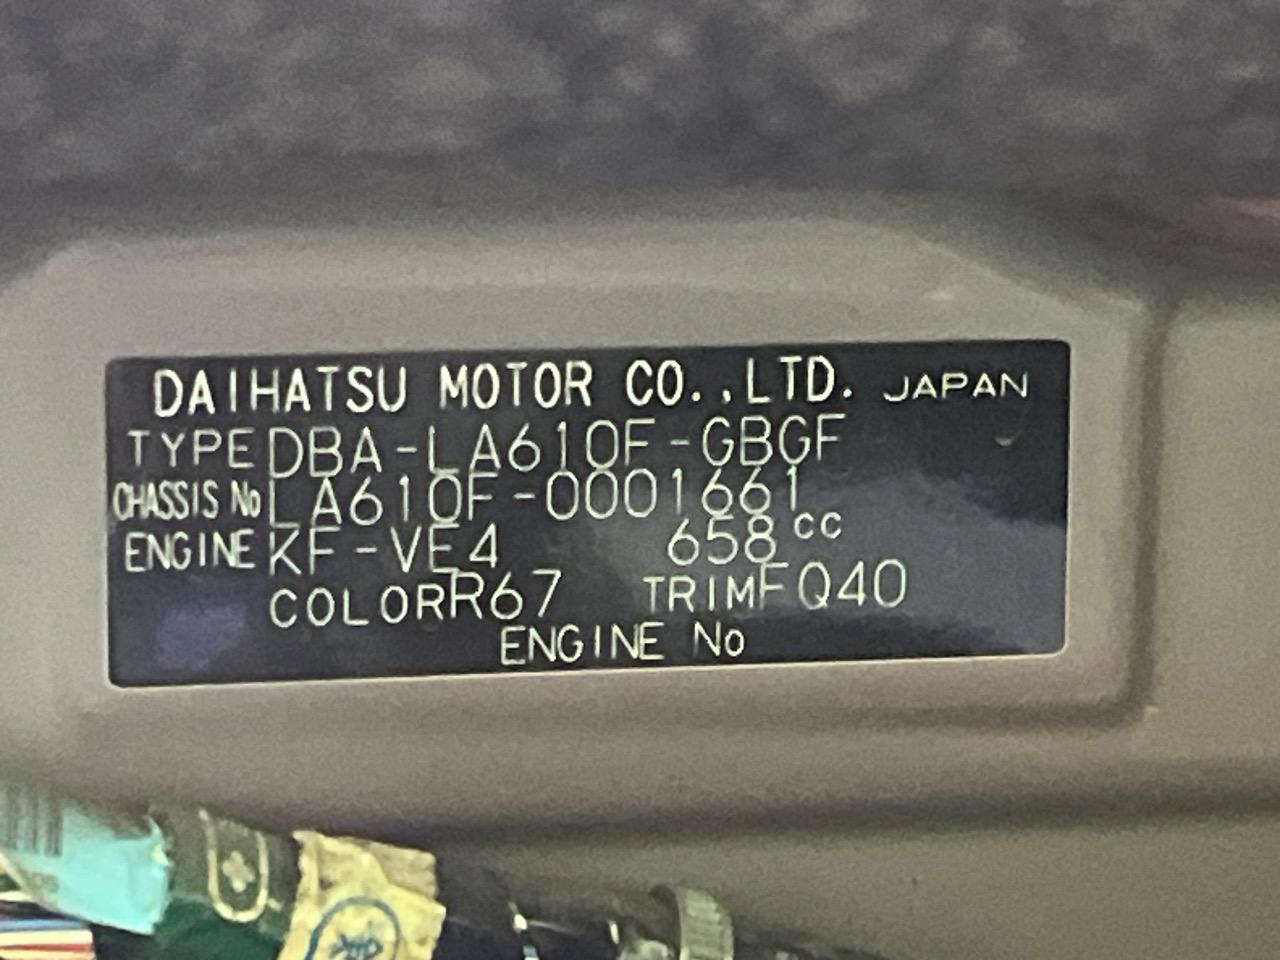 DAIHATSU MOTOR CO.,LTD. JAPAN
TYPE DBA-LA610F-GBGF
CHASSIS No LA610F-0001661
ENGINE KF-VE4 658cc
COLOR R67 TRIM FQ40
ENGINE No